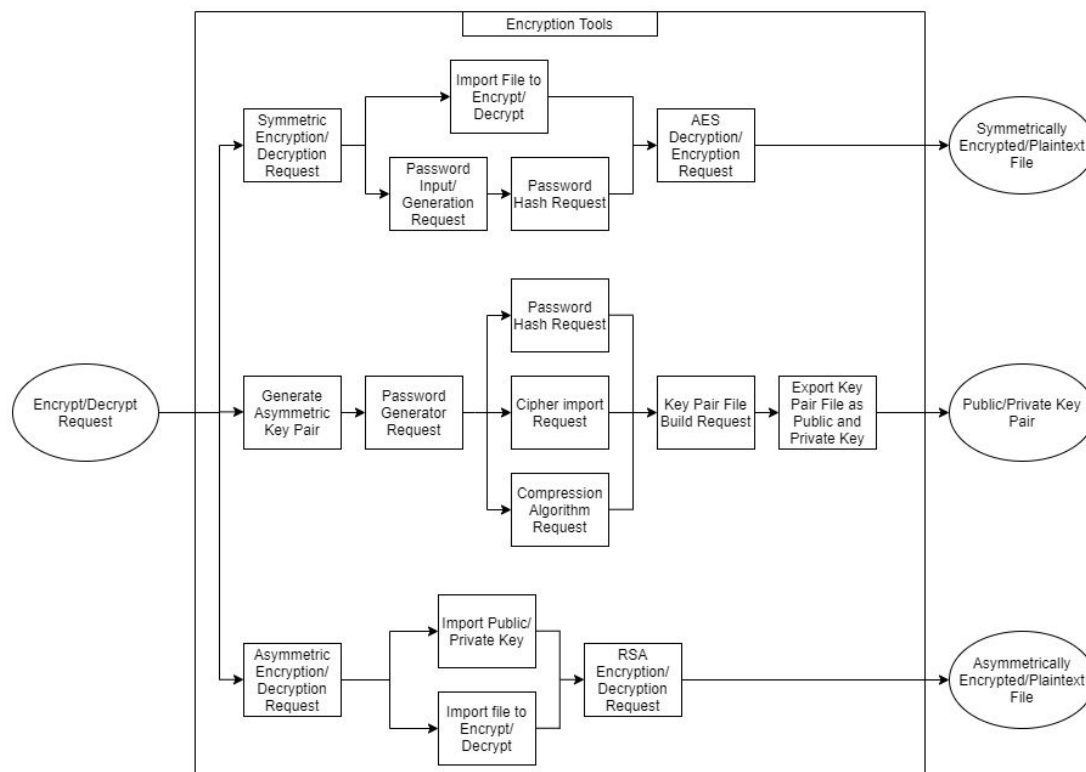 Encryption Tools
Import File to
Encrypt/
Decrypt
Symmetric
Encryption/
Decryption
Request
AES
Decryption/
Encryption
Request
Symmetrically
Encrypted/Plaintext
File
Password
Input/
Generation
Request
Password
Hash Request
Password
Hash Request
Encrypt/Decrypt
Request
Generate
Asymmetric
Key Pair
Password
Generator
Request
Cipher import
Request
Key Pair File
Build Request
Export Key
Pair File as
Public and
Private Key
Public/Private Key
Pair
Compression
Algorithm
Request
Import Public/
Private Key
Asymmetric
Encryption/
Decryption
Request
RSA
Encryption/
Decryption
Request
Asymmetrically
Encrypted/Plaintext
File
Import file to
Encrypt/
Decrypt